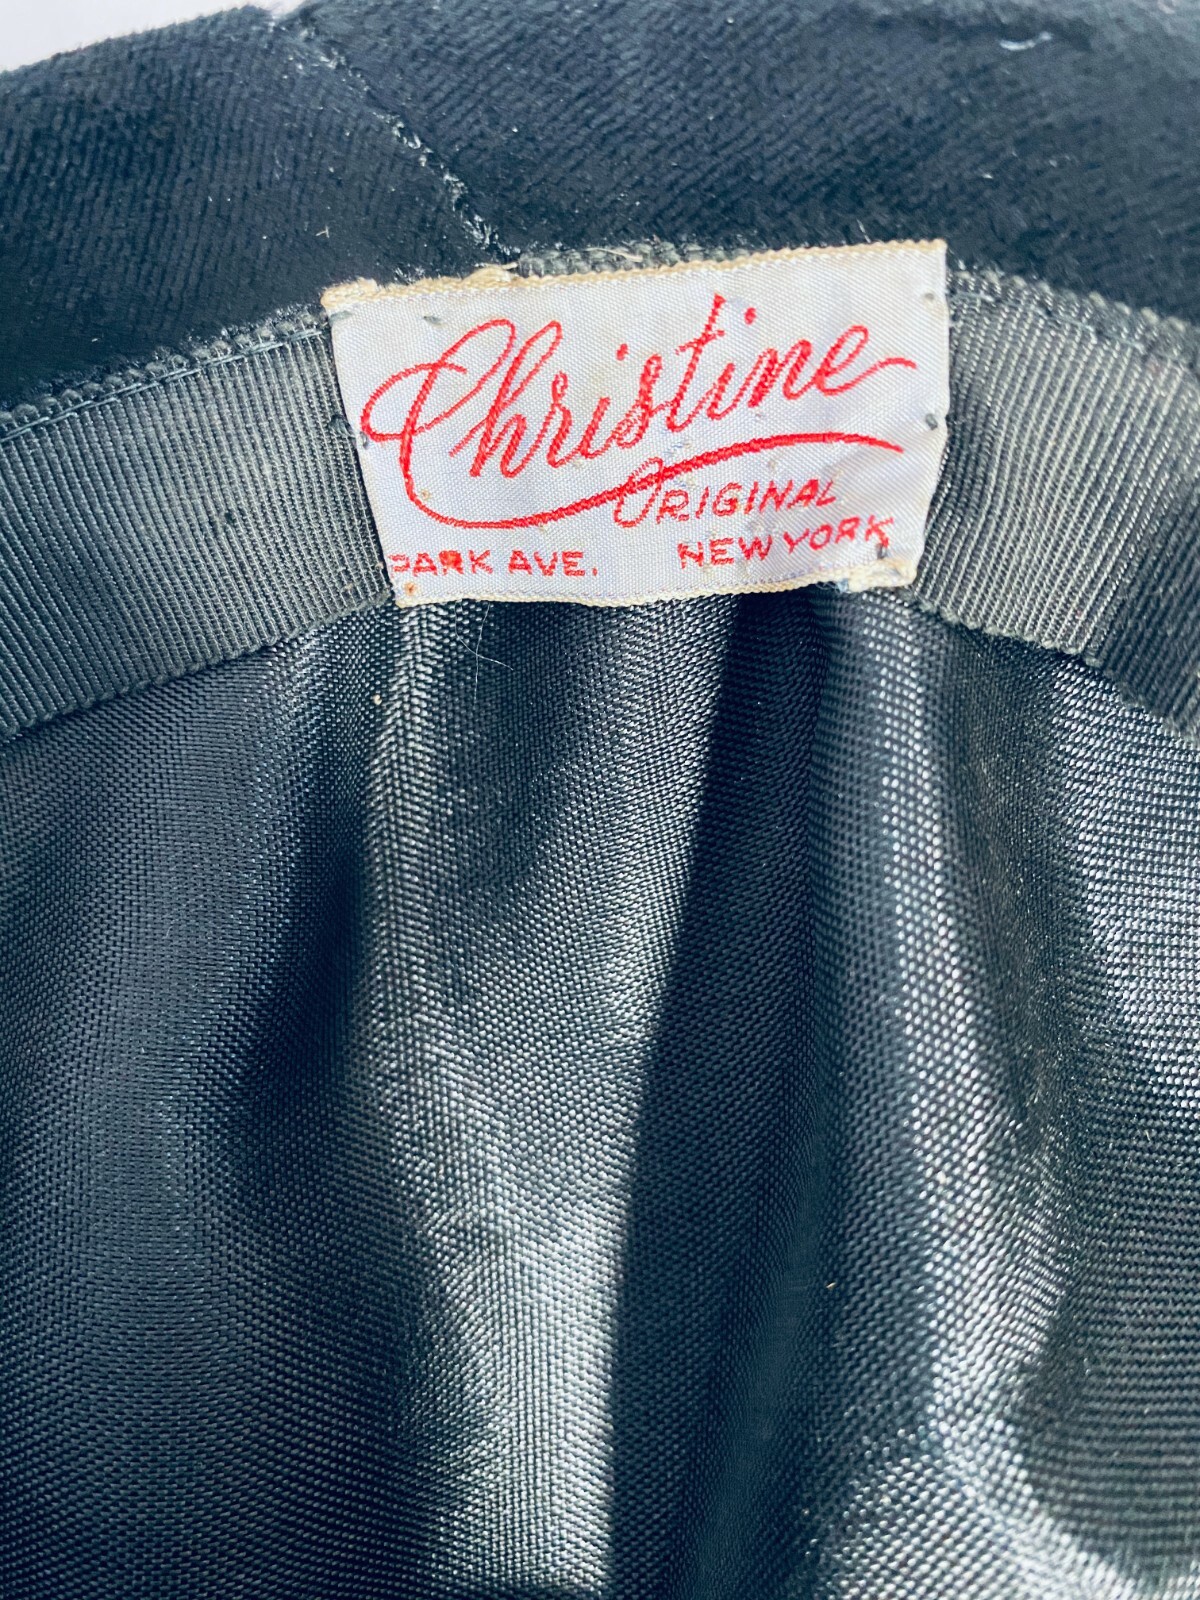 Christine
ORIGINAL
PARK AVE. NEW YORK